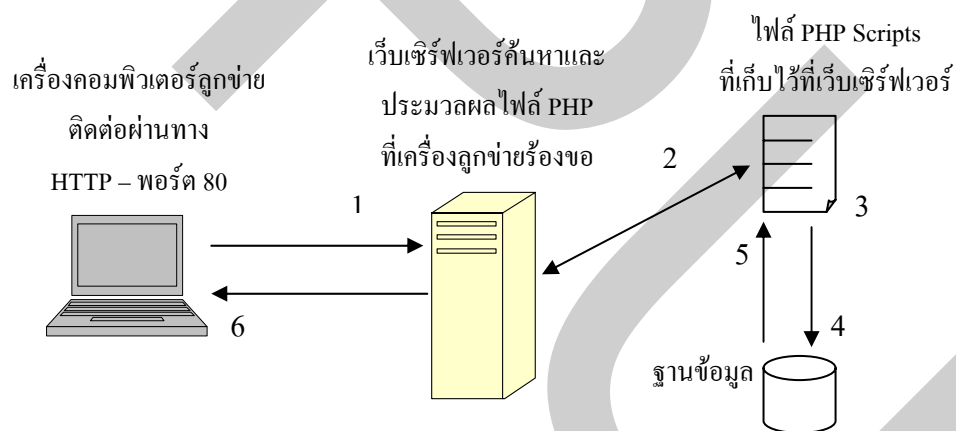 เครื่องคอมพิวเตอร์ลูกข่าย
ติดต่อผ่านทาง
HTTP – พอร์ต 80
เว็บเซิร์ฟเวอร์ค้นหาและ
ประมวลผลไฟล์ PHP
ที่เครื่องลูกข่ายร้องขอ
ไฟล์ PHP Scripts
ที่เก็บไว้ที่เว็บเซิร์ฟเวอร์
1
2
3
5
4
6
ฐานข้อมูล